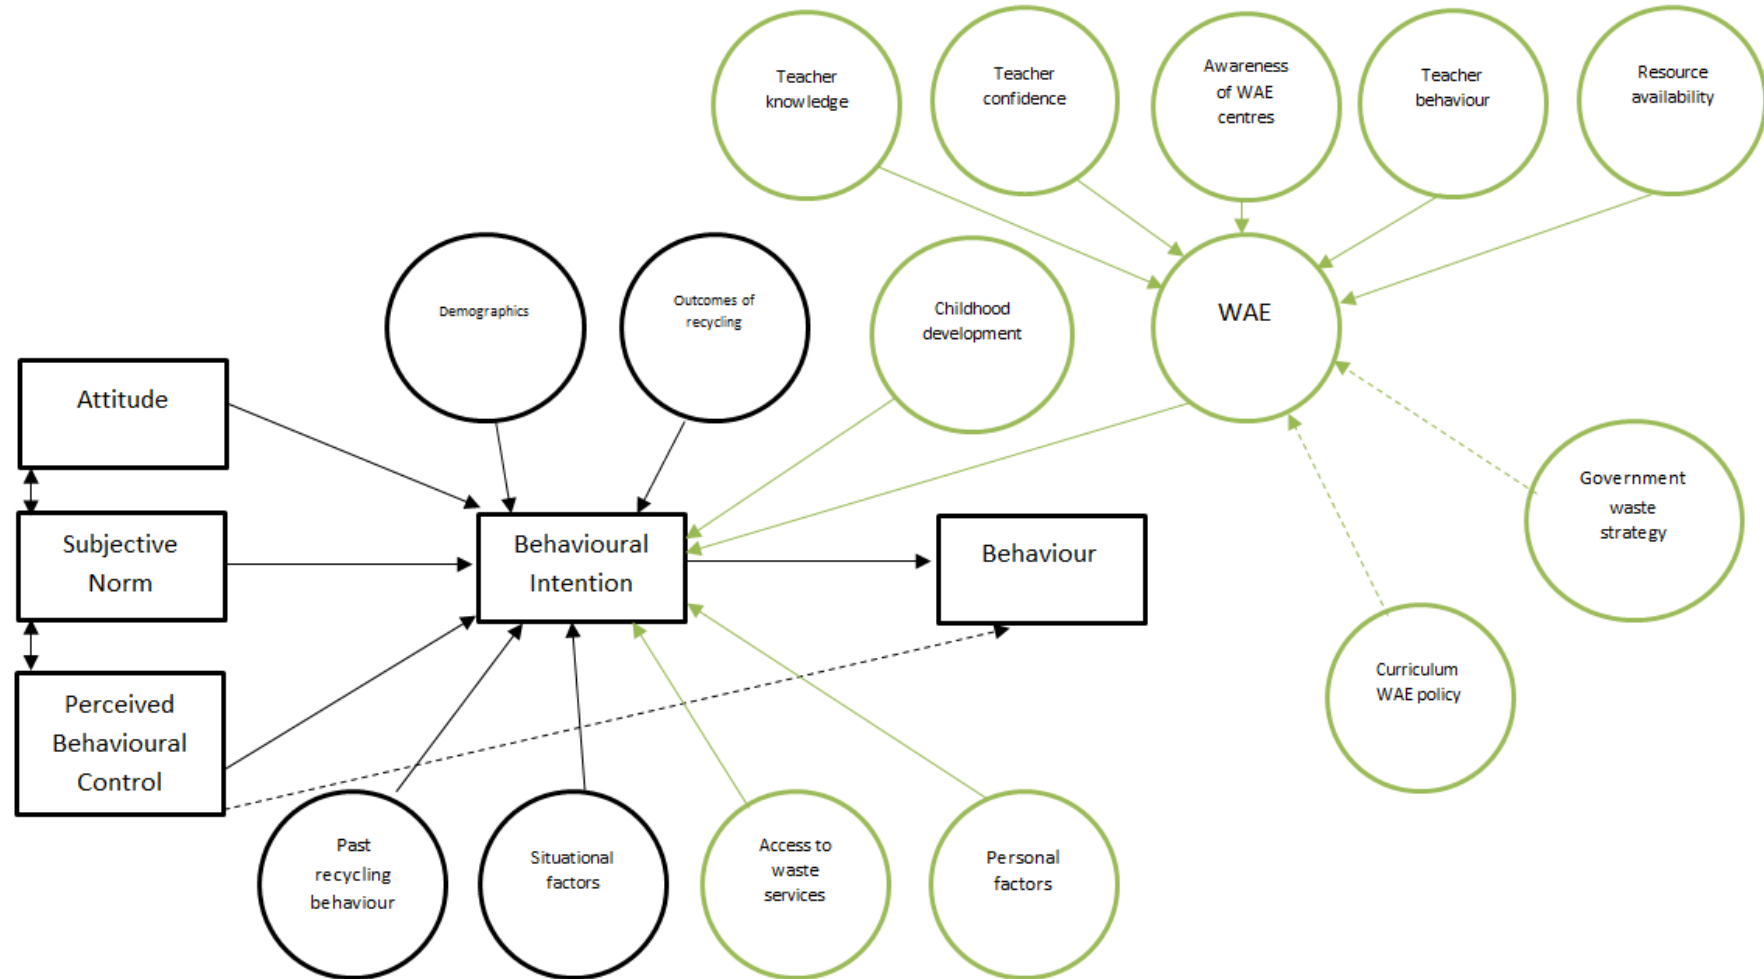 Teacher
knowledge
Teacher
confidence
Awareness
of WAE
centres
Teacher
behaviour
Resource
availability
Demographics
Outcomes of
recycling
Childhood
development
WAE
Attitude
Subjective
Norm
Perceived
Behavioural
Control
Behavioural
Intention
Behaviour
Government
waste
strategy
Curriculum
WAE policy
Past
recycling
behaviour
Situational
factors
Access to
waste
services
Personal
factors